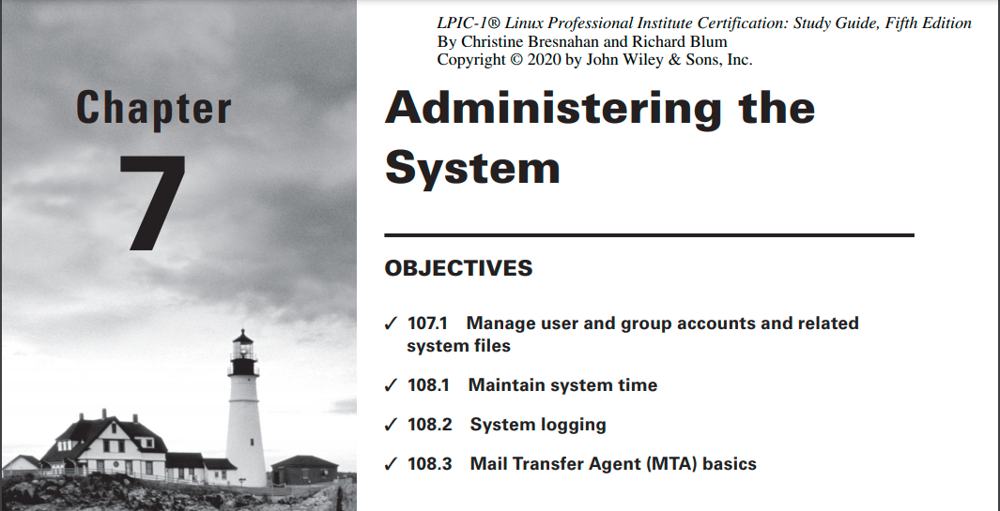 LPIC-1® Linux Professional Institute Certification: Study Guide, Fifth Edition
By Christine Bresnahan and Richard Blum
Copyright © 2020 by John Wiley & Sons, Inc.
Chapter
7
Administering the
System
OBJECTIVES
✓ 107.1 Manage user and group accounts and related
system files
✓ 108.1 Maintain system time
✓ 108.2 System logging
✓ 108.3 Mail Transfer Agent (MTA) basics